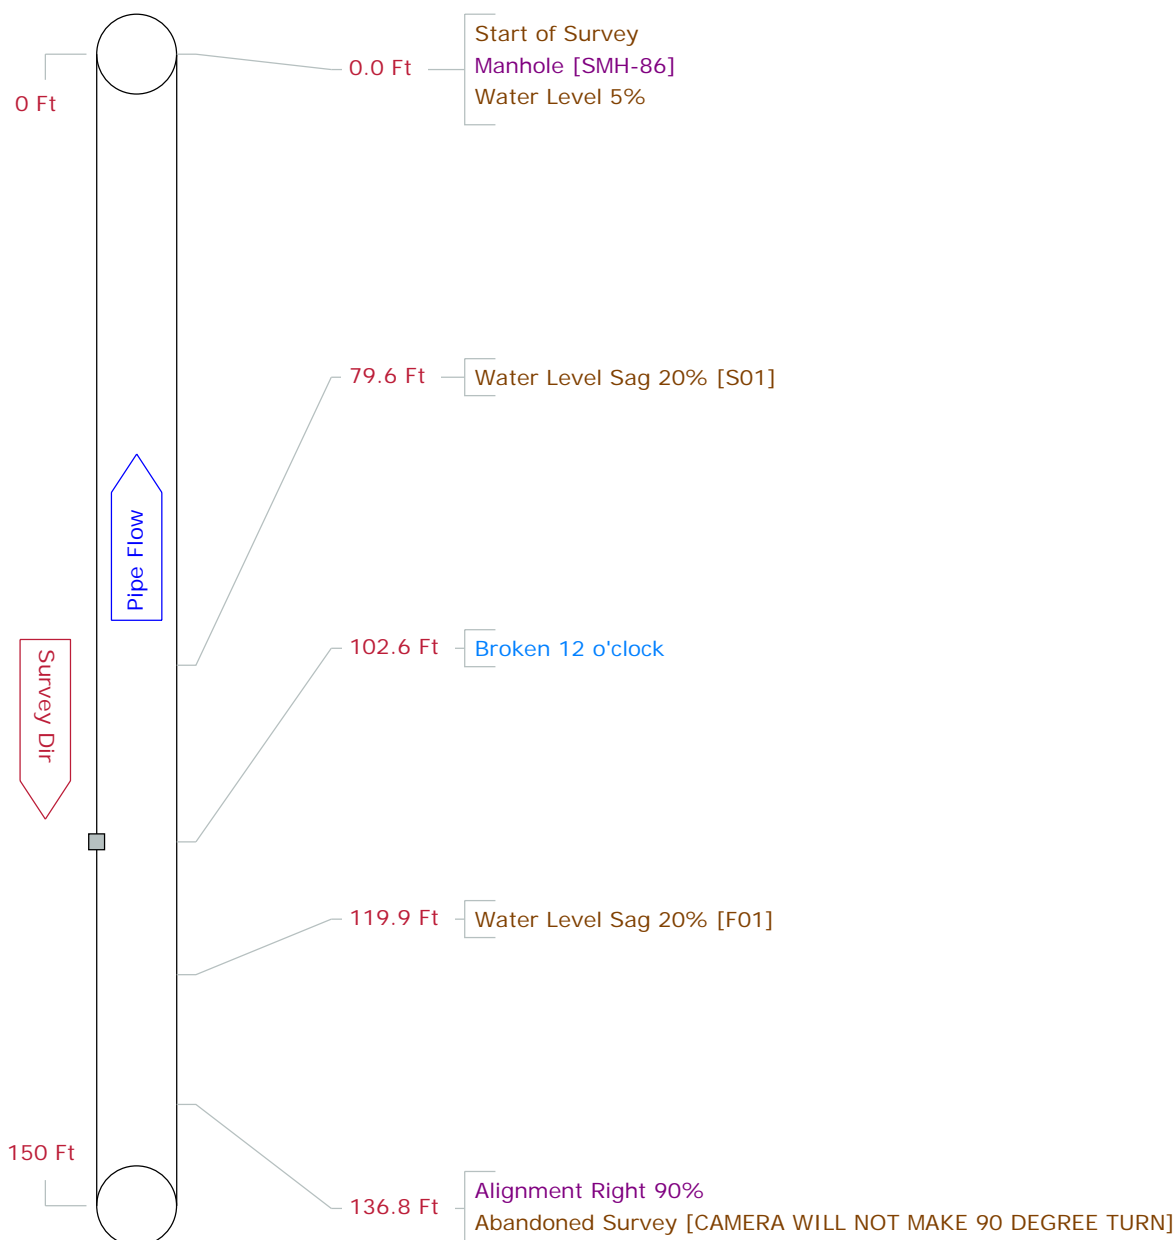 Start of Survey
0.0 Ft
Manhole [SMH-86]
Water Level 5%
0 Ft
79.6 Ft
Water Level Sag 20% [S01]
Pipe Flow
Survey Dir
102.6 Ft
Broken 12 o'clock
119.9 Ft
Water Level Sag 20% [F01]
150 Ft
136.8 Ft
Alignment Right 90%
Abandoned Survey [CAMERA WILL NOT MAKE 90 DEGREE TURN]